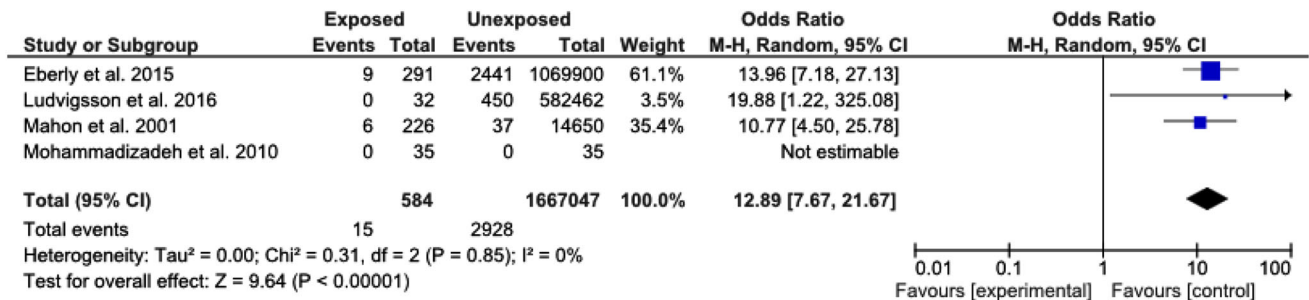 Exposed Unexposed Odds Ratio Odds Ratio
Study or Subgroup Events Total Events Total Weight M-H, Random, 95% CI M-H, Random, 95% CI
Eberly et al. 2015 9 291 2441 1069900 61.1% 13.96 [7.18, 27.13]
Ludvigsson et al. 2016 0 32 450 582462 3.5% 19.88 [1.22, 325.08]
Mahon et al. 2001 6 226 37 14650 35.4% 10.77 [4.50, 25.78]
Mohammadizadeh et al. 2010 0 35 0 35 Not estimable
Total (95% CI) 584 1667047 100.0% 12.89 [7.67, 21.67]
Total events 15 2928
Heterogeneity: Tau² = 0.00; Chi² = 0.31, df = 2 (P = 0.85); I² = 0%
Test for overall effect: Z = 9.64 (P < 0.00001)
0.01 0.1 1 10 100
Favours [experimental] Favours [control]